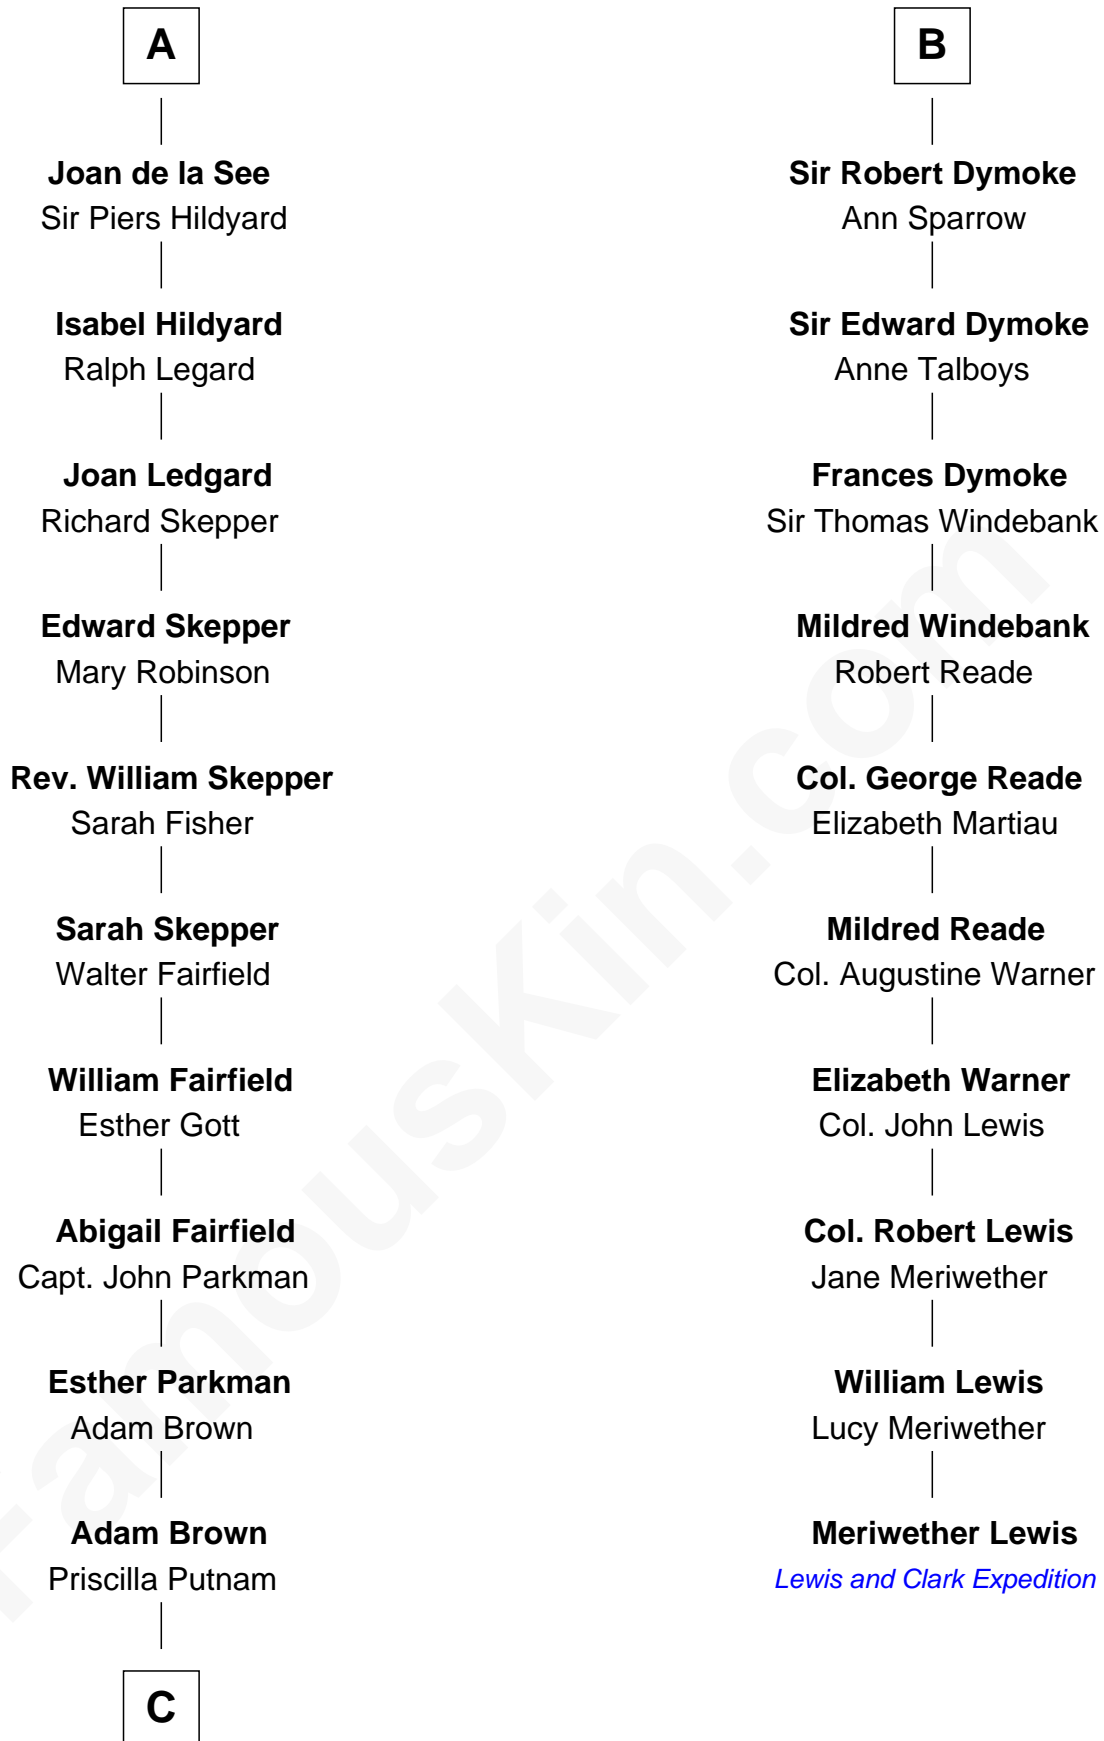 A
Joan de la See
Sir Piers Hildyard
Isabel Hildyard
Ralph Legard
Joan Ledgard
Richard Skepper
Edward Skepper
Mary Robinson
Rev. William Skepper
Sarah Fisher
Sarah Skepper
Walter Fairfield
William Fairfield
Esther Gott
Abigail Fairfield
Capt. John Parkman
Esther Parkman
Adam Brown
Adam Brown
Priscilla Putnam
C
B
Sir Robert Dymoke
Ann Sparrow
Sir Edward Dymoke
Anne Talboys
Frances Dymoke
Sir Thomas Windebank
Mildred Windebank
Robert Reade
Col. George Reade
Elizabeth Martiau
Mildred Reade
Col. Augustine Warner
Elizabeth Warner
Col. John Lewis
Col. Robert Lewis
Jane Meriwether
William Lewis
Lucy Meriwether
Meriwether Lewis
Lewis and Clark Expedition
FamousKin.com